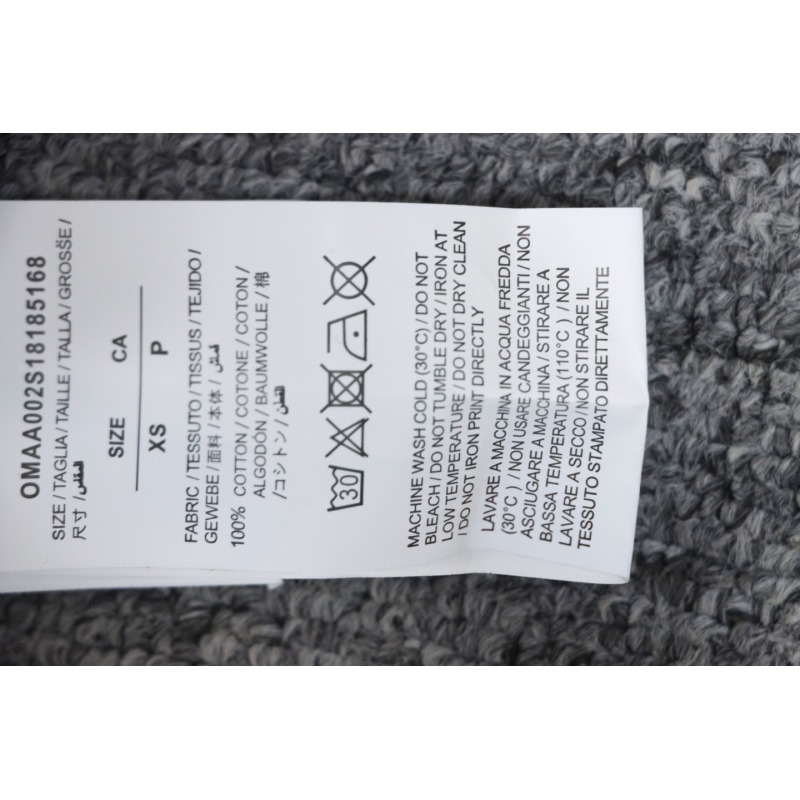 OMAA002S18185168
SIZE / TAGLIA / TAILLE / TALLA / GROSSE /
尺寸 / المقاس
SIZE CA
XS P
FABRIC / TESSUTO / TISSUS / TEJIDO /
GEWEBE / 面料 / 本体 / قماش
100% COTTON / COTONE / COTON /
ALGODÓN / BAUMWOLLE / 棉
/ コシトン / القطن
30
MACHINE WASH COLD (30°C) / DO NOT
BLEACH / DO NOT TUMBLE DRY / IRON AT
LOW TEMPERATURE / DO NOT DRY CLEAN
/ DO NOT IRON PRINT DIRECTLY
LAVARE A MACCHINA IN ACQUA FREDDA
(30°C ) / NON USARE CANDEGGIANTI / NON
ASCIUGARE A MACCHINA / STIRARE A
BASSA TEMPERATURA (110°C ) / NON
LAVARE A SECCO / NON STIRARE IL
TESSUTO STAMPATO DIRETTAMENTE